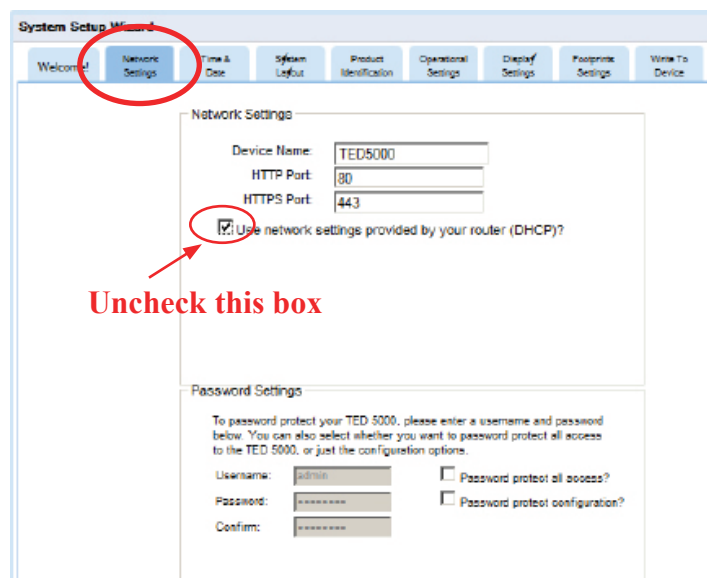 System Setup Wizard
Welcome!
Network Settings
Time & Date
System Layout
Product Identification
Operational Settings
Display Settings
Footprints Settings
Write To Device
Network Settings
Device Name: TED5000
HTTP Port: 80
HTTPS Port: 443
Use network settings provided by your router (DHCP)?
Uncheck this box
Password Settings
To password protect your TED 5000, please enter a username and password
below. You can also select whether you want to password protect all access
to the TED 5000, or just the configuration options.
Username: admin
Password protect all access?
Password: --------
Password protect configuration?
Confirm: --------